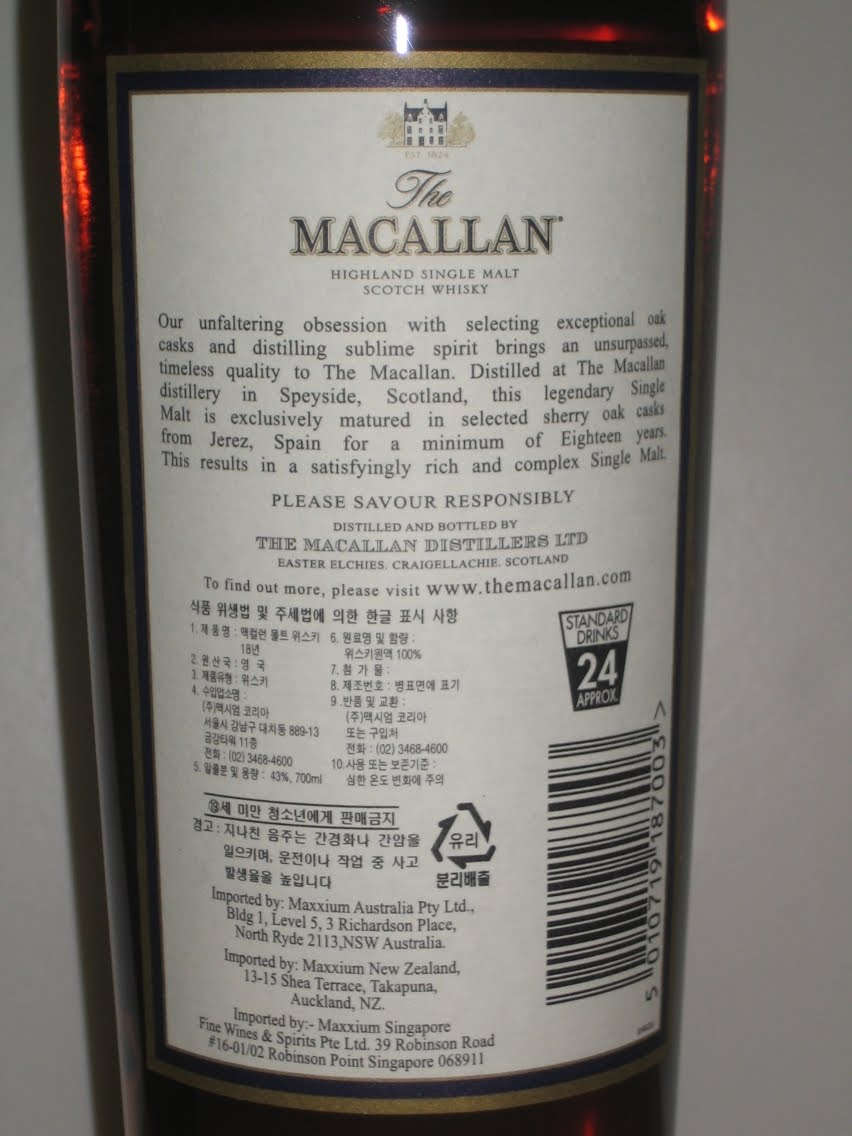 EST 1824
The
MACALLAN
HIGHLAND SINGLE MALT
SCOTCH WHISKY
Our unfaltering obsession with selecting exceptional oak
casks and distilling sublime spirit brings an unsurpassed,
timeless quality to The Macallan. Distilled at The Macallan
distillery in Speyside, Scotland, this legendary Single
Malt is exclusively matured in selected sherry oak casks
from Jerez, Spain for a minimum of Eighteen years.
This results in a satisfyingly rich and complex Single Malt.
PLEASE SAVOUR RESPONSIBLY
DISTILLED AND BOTTLED BY
THE MACALLAN DISTILLERS LTD
EASTER ELCHIES. CRAIGELLACHIE. SCOTLAND
To find out more, please visit www.themacallan.com
식품 위생법 및 주세법에 의한 한글 표시 사항
1. 제 품 명 : 맥컬런 몰트 위스키
18년
2. 원 산 국 : 영 국
3. 제품유형 : 위스키
4. 수입업소명 :
(주)맥시엄 코리아
서울시 강남구 대치동 889-13
금강타워 11층
전화 : (02) 3468-4600
5. 알콜분 및 용량 : 43%, 700ml
6. 원료명 및 함량 :
위스키원액 100%
7. 첨 가 물 :
8. 제조번호 : 병표면에 표기
9 .반품 및 교환 :
(주)맥시엄 코리아
또는 구입처
전화 : (02) 3468-4600
10.사용 또는 보존기준 :
심한 온도 변화에 주의
STANDARD
DRINKS
24
APPROX.
⑲세 미만 청소년에게 판매금지
경고 : 지나친 음주는 간경화나 간암을
일으키며, 운전이나 작업 중 사고
발생율을 높입니다
유리
분리배출
Imported by: Maxxium Australia Pty Ltd.,
Bldg 1, Level 5, 3 Richardson Place,
North Ryde 2113,NSW Australia.
Imported by: Maxxium New Zealand,
13-15 Shea Terrace, Takapuna,
Auckland, NZ.
Imported by:- Maxxium Singapore
Fine Wines & Spirits Pte Ltd. 39 Robinson Road
#16-01/02 Robinson Point Singapore 068911
5 010719 187003 >